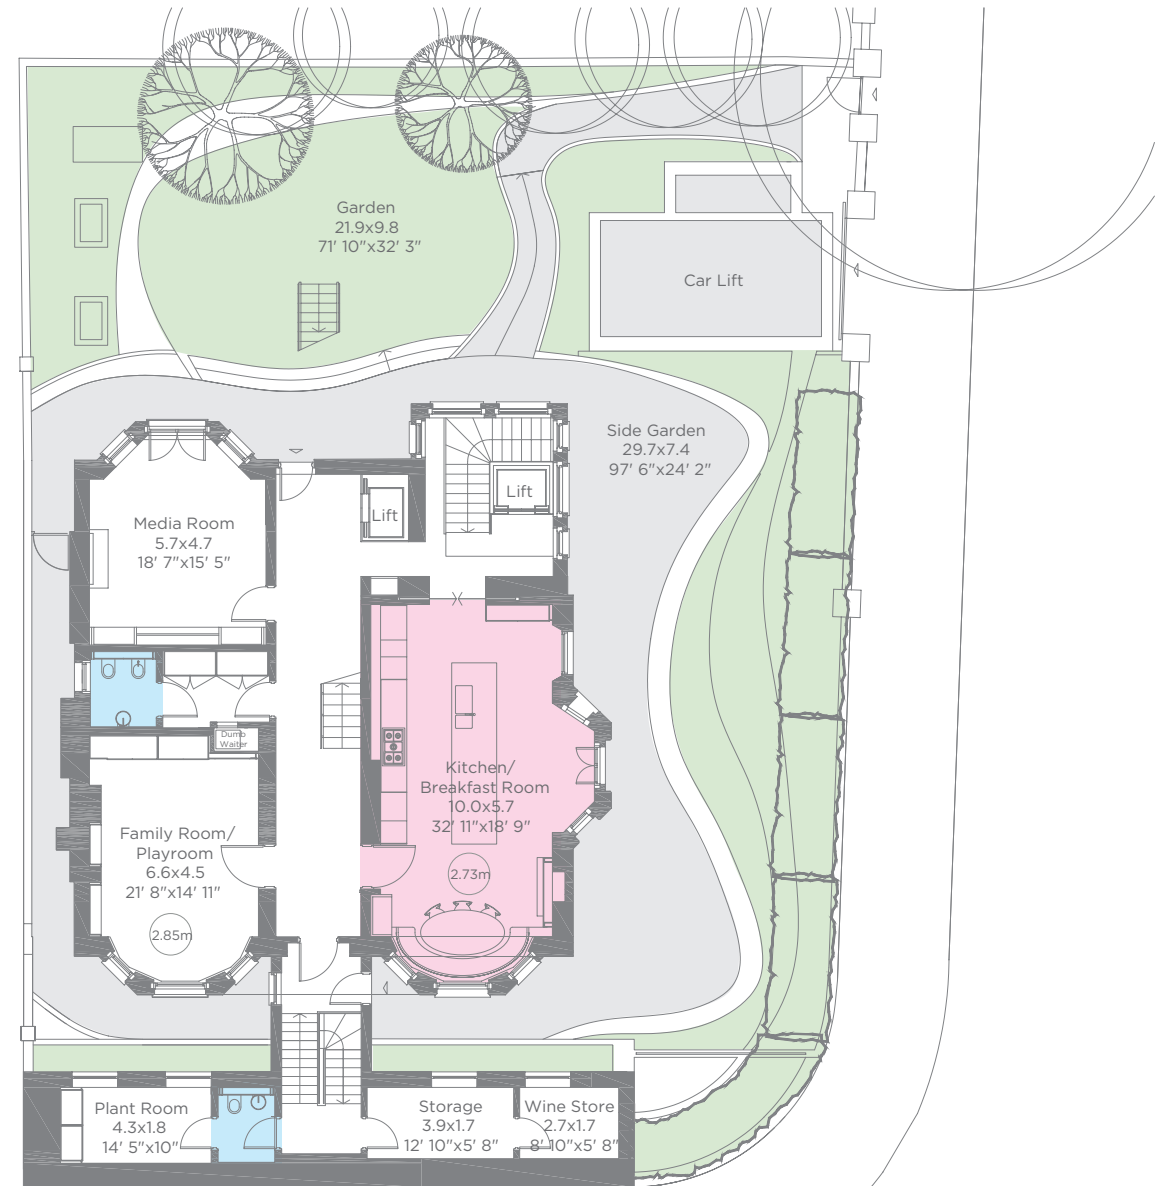 Garden
21.9x9.8
71' 10"x32' 3"
Car Lift
Side Garden
29.7x7.4
97' 6"x24' 2"
Lift
Lift
Media Room
5.7x4.7
18' 7"x15' 5"
Dumb
Waiter
Kitchen/
Breakfast Room
10.0x5.7
32' 11"x18' 9"
2.73m
Family Room/
Playroom
6.6x4.5
21' 8"x14' 11"
2.85m
Plant Room
4.3x1.8
14' 5"x10"
Storage
3.9x1.7
12' 10"x5' 8"
Wine Store
2.7x1.7
8' 10"x5' 8"